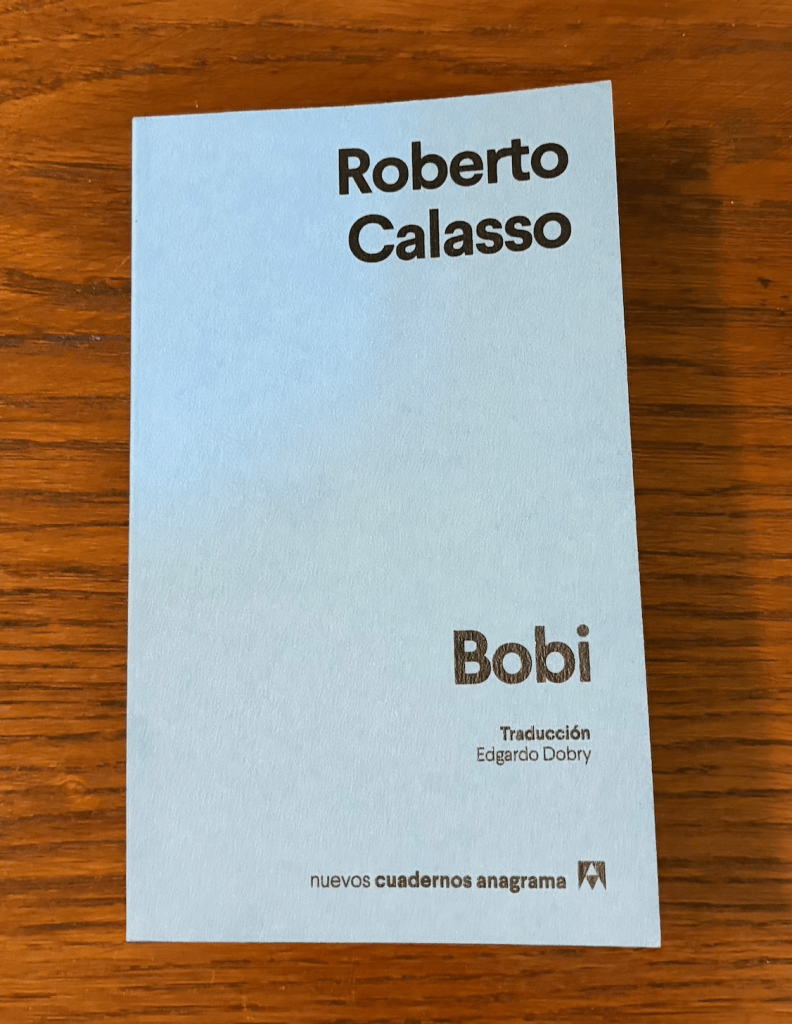 Roberto
Calasso
Bobi
Traducción
Edgardo Dobry
nuevos cuadernos anagrama